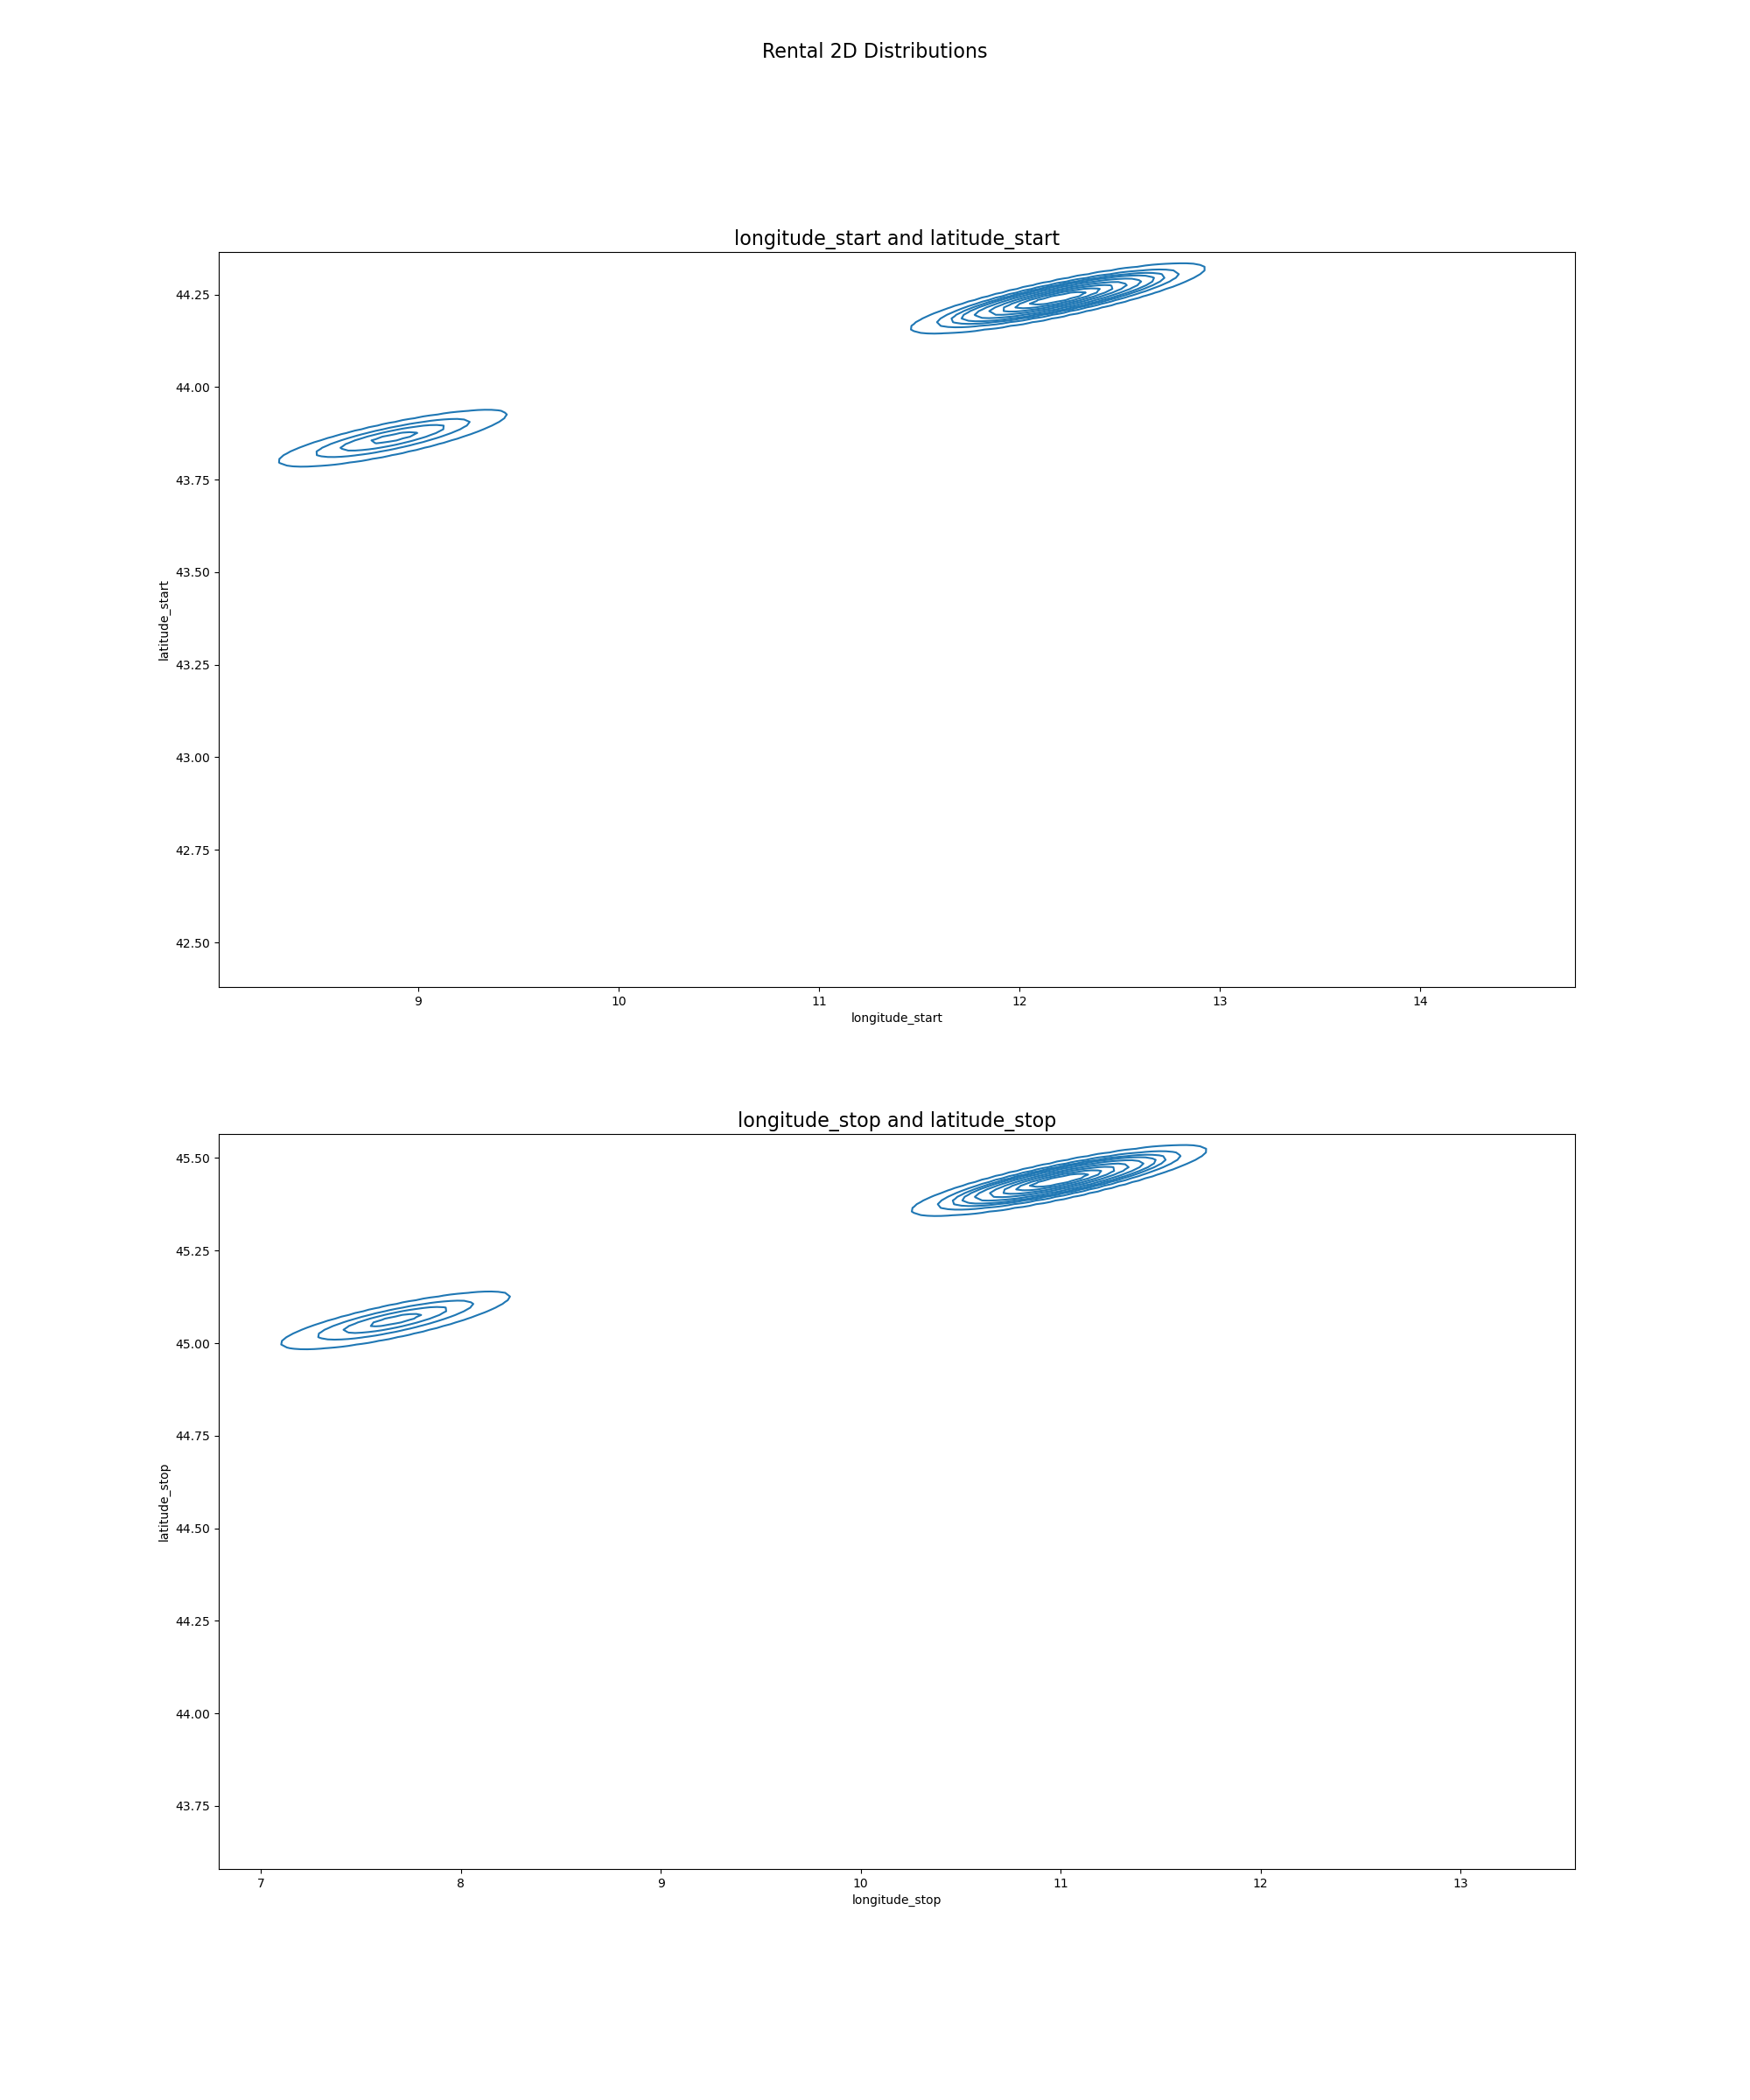 Rental 2D Distributions
longitude_start and latitude_start
44.25
44.00
43.75
43.50
43.25
43.00
42.75
42.50
latitude_start
9 10 11 12 13 14
longitude_start
longitude_stop and latitude_stop
45.50
45.25
45.00
44.75
44.50
44.25
44.00
43.75
latitude_stop
7 8 9 10 11 12 13
longitude_stop